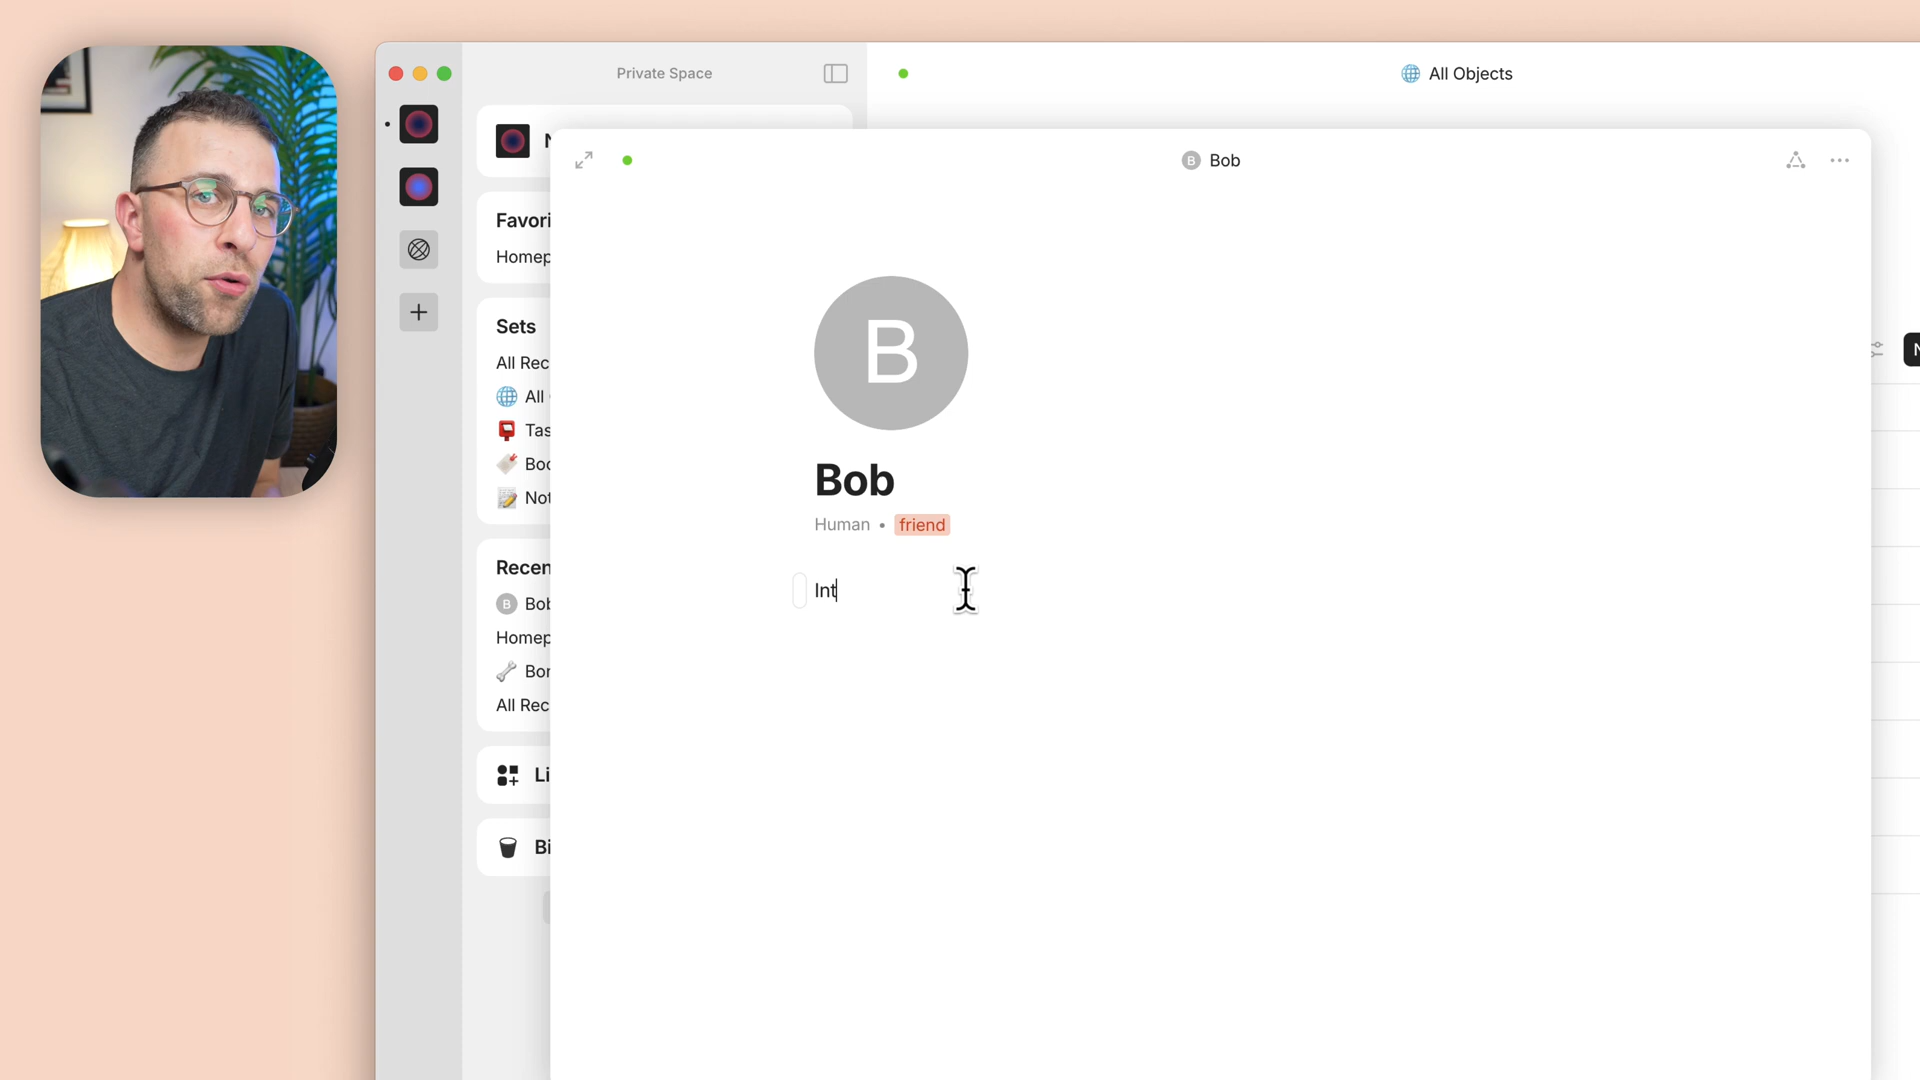 Private Space
All Objects
N
B Bob
Favori
Homep
B
Sets
All Rec
All
Tas
Boo
Not
Bob
Human • friend
Int
Recen
B Bob
Homep
Bor
All Rec
Li
Bi
N